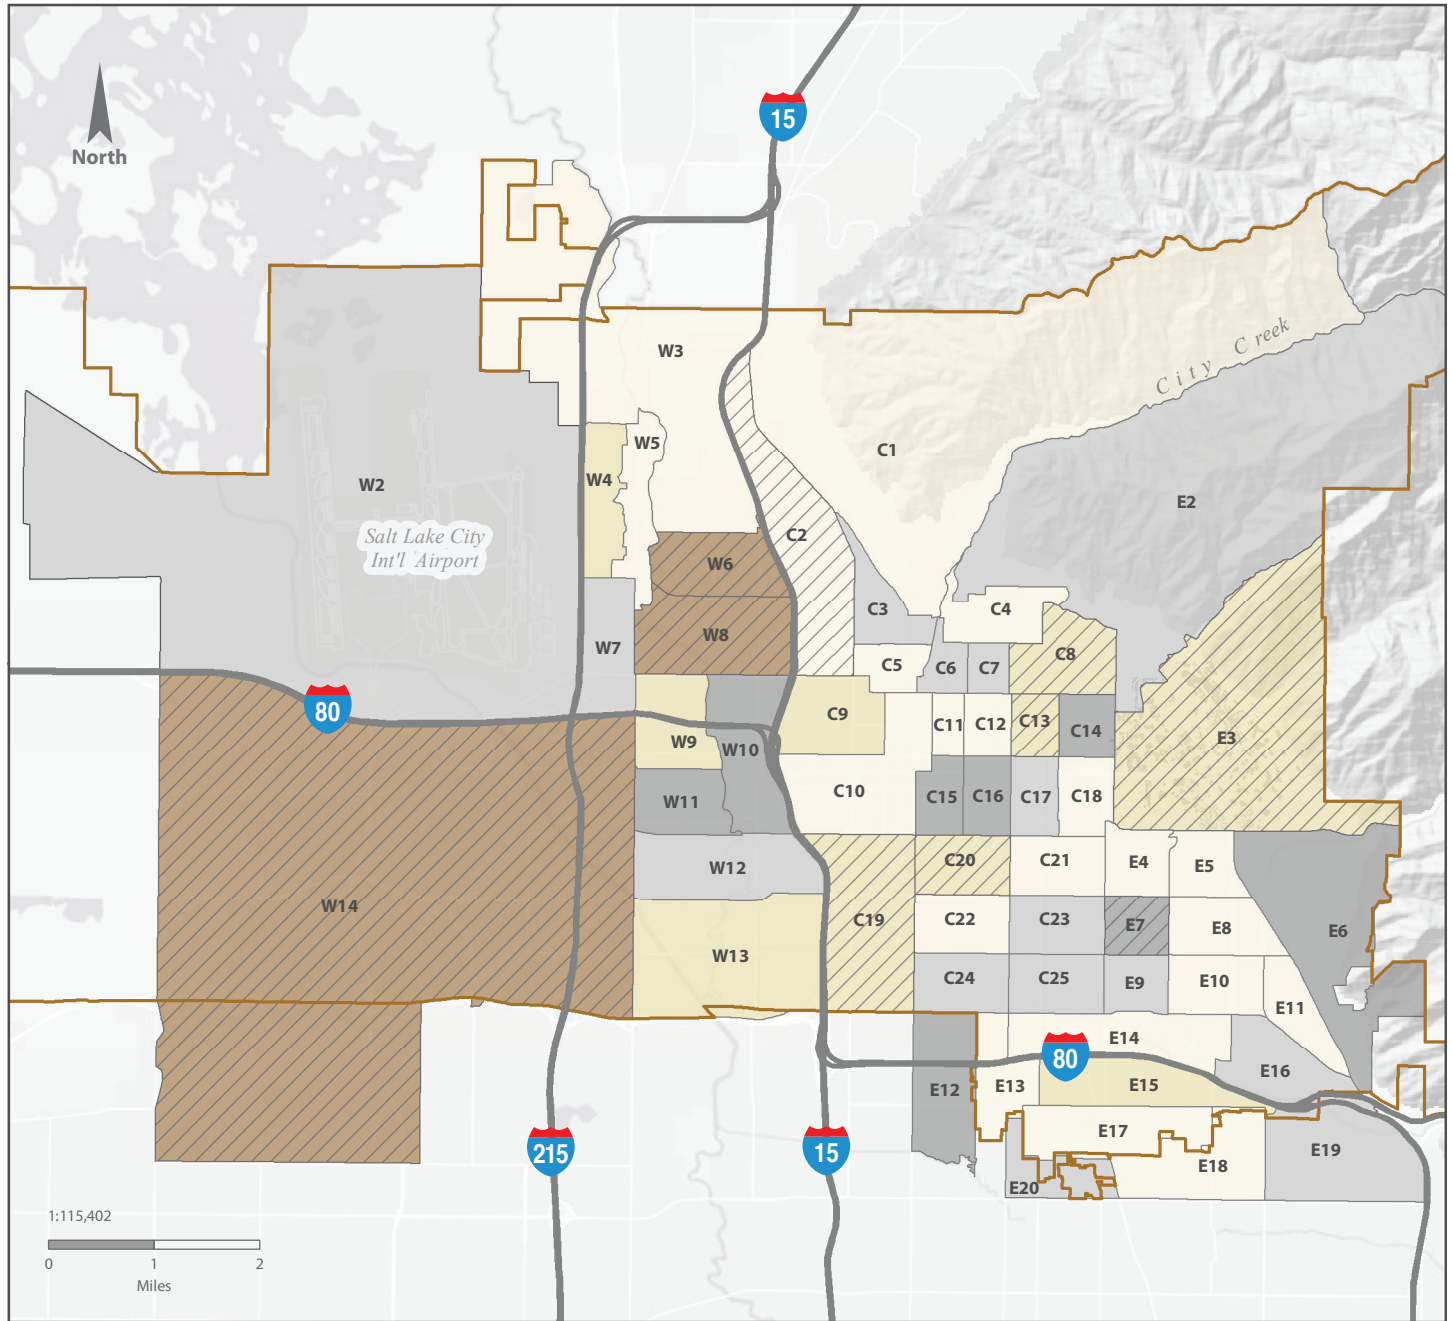 15
North
City Creek
W3
C1
W5
W4
W2
E2
C2
Salt Lake City
Int'l Airport
W6
C3
C4
W8
W7
C8
C5
C6
C7
80
C9
C11
C12
C13
C14
E3
W9
W10
C10
C15
C16
C17
C18
W11
C20
C21
E4
E5
W12
W14
C19
C22
C23
E7
E8
E6
W13
C24
C25
E9
E10
E11
E14
80
E16
E12
E13
E15
E17
215
15
E19
E18
E20
1:115,402
0 1 2
Miles